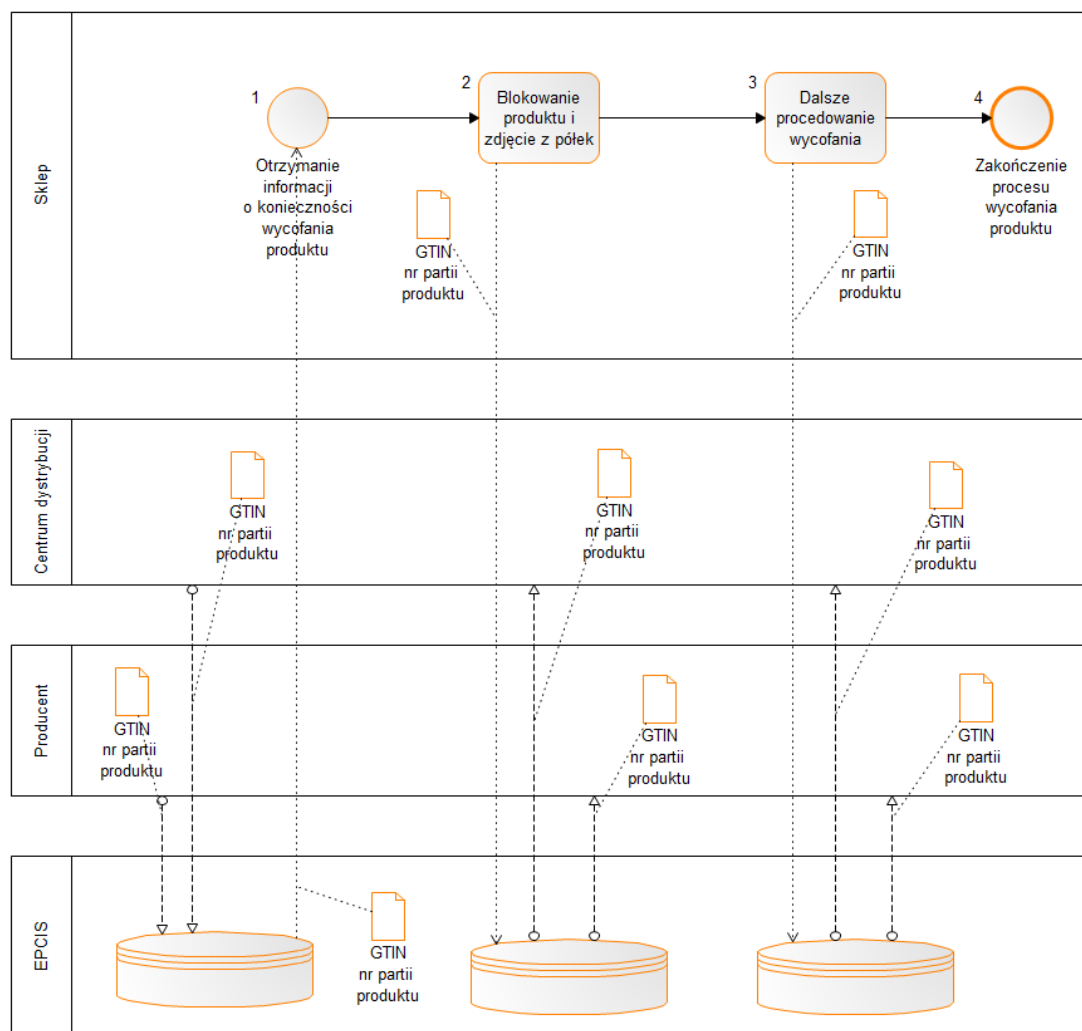 Sklep
1
Otrzymanie
informacji
o konieczności
wycofania
produktu
2
Blokowanie
produktu i
zdjęcie z półek
3
Dalsze
procedowanie
wycofania
4
Zakończenie
procesu
wycofania
produktu
GTIN
nr partii
produktu
GTIN
nr partii
produktu
Centrum dystrybucji
GTIN
nr partii
produktu
GTIN
nr partii
produktu
GTIN
nr partii
produktu
Producent
GTIN
nr partii
produktu
GTIN
nr partii
produktu
GTIN
nr partii
produktu
EPCIS
GTIN
nr partii
produktu